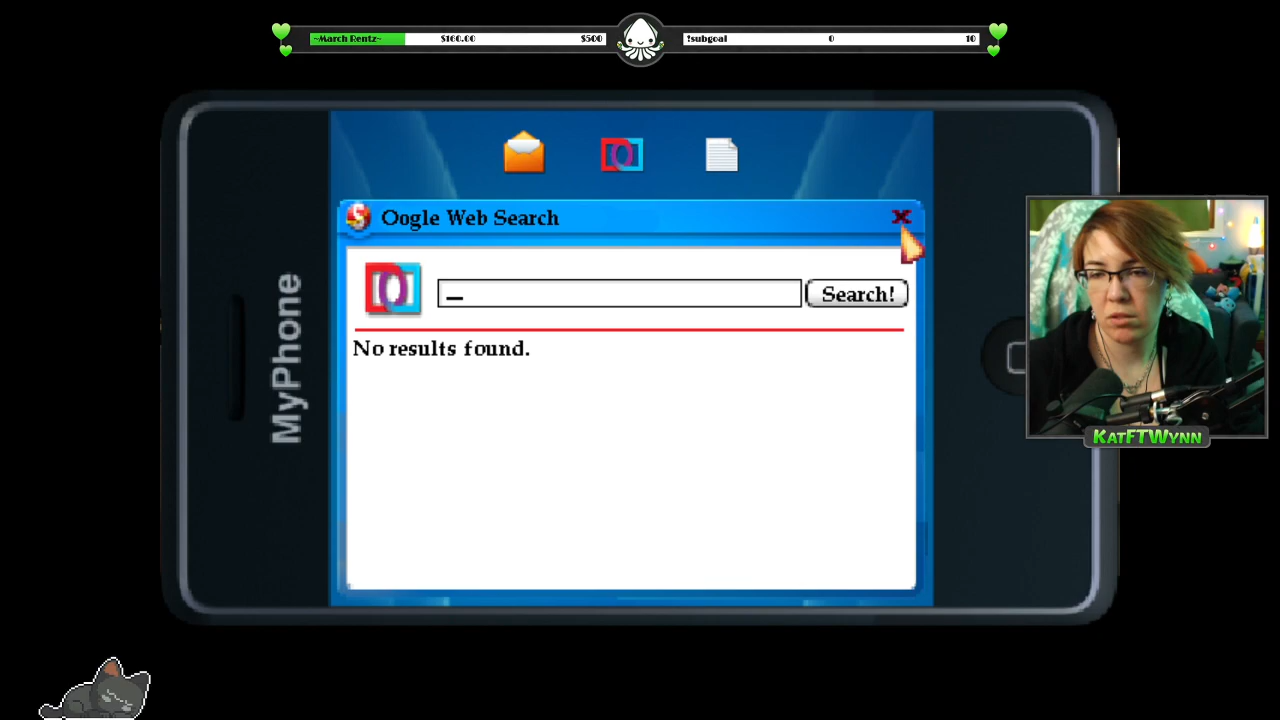 ~March Rentz~ $160.00 $500
!subgoal 0 10
Oogle Web Search
Search!
No results found.
MyPhone
KatFTWynn